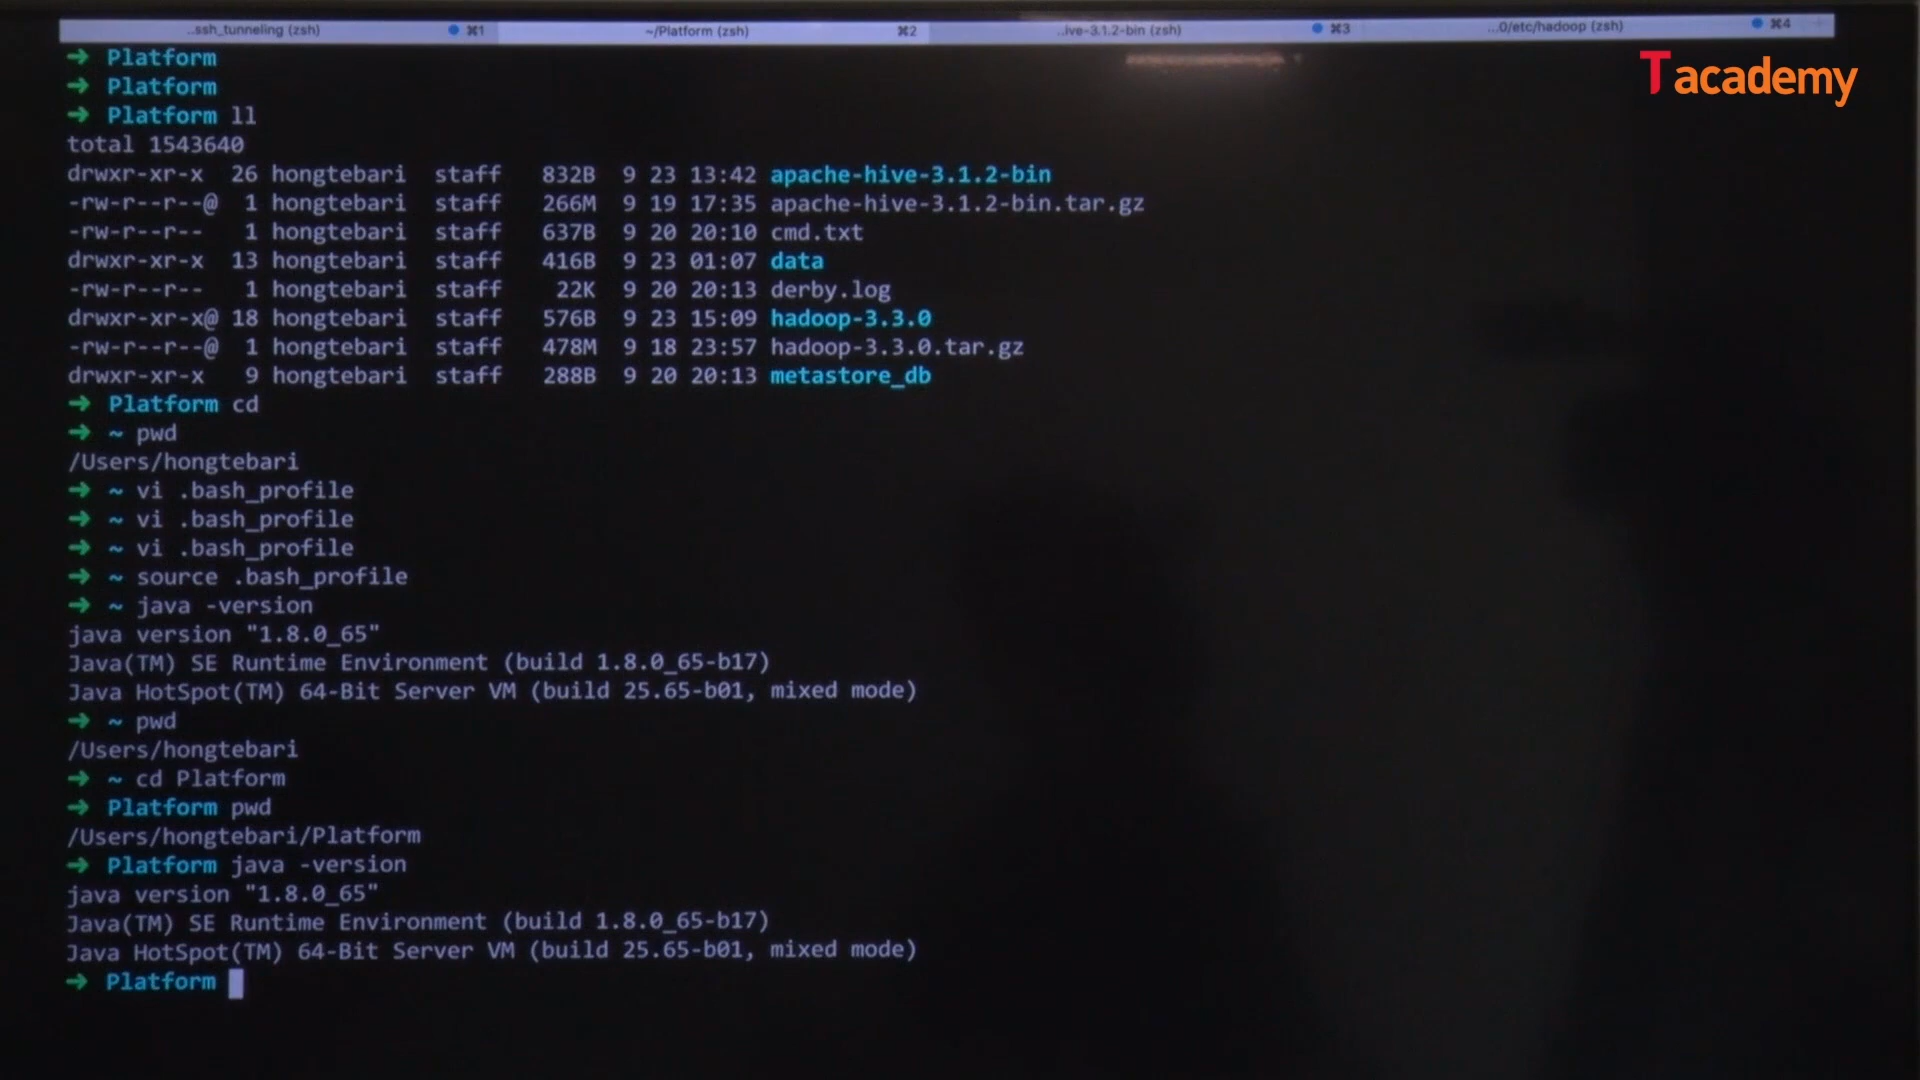 ..ssh_tunneling (zsh) ⌘1 ~/Platform (zsh) ⌘2 ..ive-3.1.2-bin (zsh) ⌘3 ...0/etc/hadoop (zsh) ⌘4
T academy
➜ Platform
➜ Platform
➜ Platform ll
total 1543640
drwxr-xr-x 26 hongtebari staff 832B 9 23 13:42 apache-hive-3.1.2-bin
-rw-r--r--@ 1 hongtebari staff 266M 9 19 17:35 apache-hive-3.1.2-bin.tar.gz
-rw-r--r-- 1 hongtebari staff 637B 9 20 20:10 cmd.txt
drwxr-xr-x 13 hongtebari staff 416B 9 23 01:07 data
-rw-r--r-- 1 hongtebari staff 22K 9 20 20:13 derby.log
drwxr-xr-x@ 18 hongtebari staff 576B 9 23 15:09 hadoop-3.3.0
-rw-r--r--@ 1 hongtebari staff 478M 9 18 23:57 hadoop-3.3.0.tar.gz
drwxr-xr-x 9 hongtebari staff 288B 9 20 20:13 metastore_db
➜ Platform cd
➜ ~ pwd
/Users/hongtebari
➜ ~ vi .bash_profile
➜ ~ vi .bash_profile
➜ ~ vi .bash_profile
➜ ~ source .bash_profile
➜ ~ java -version
java version "1.8.0_65"
Java(TM) SE Runtime Environment (build 1.8.0_65-b17)
Java HotSpot(TM) 64-Bit Server VM (build 25.65-b01, mixed mode)
➜ ~ pwd
/Users/hongtebari
➜ ~ cd Platform
➜ Platform pwd
/Users/hongtebari/Platform
➜ Platform java -version
java version "1.8.0_65"
Java(TM) SE Runtime Environment (build 1.8.0_65-b17)
Java HotSpot(TM) 64-Bit Server VM (build 25.65-b01, mixed mode)
➜ Platform